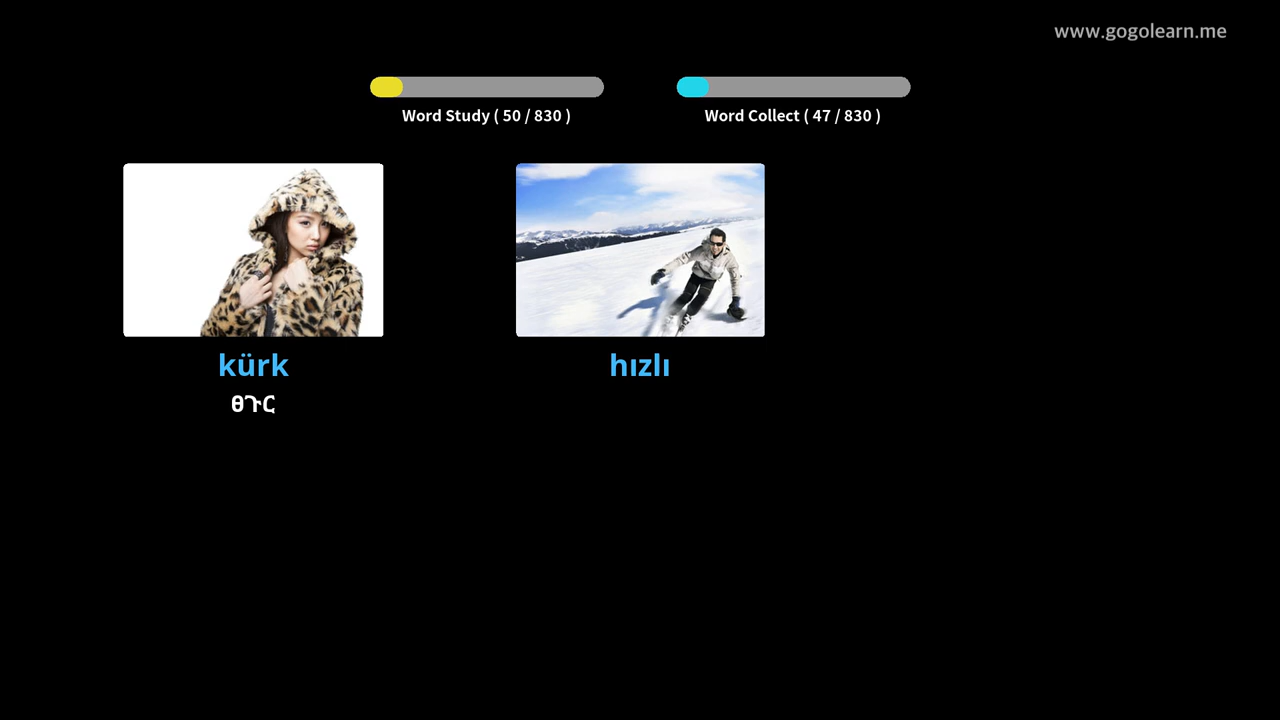 www.gogolearn.me
Word Study ( 50 / 830 )
Word Collect ( 47 / 830 )
kürk
ፀጉር
hızlı